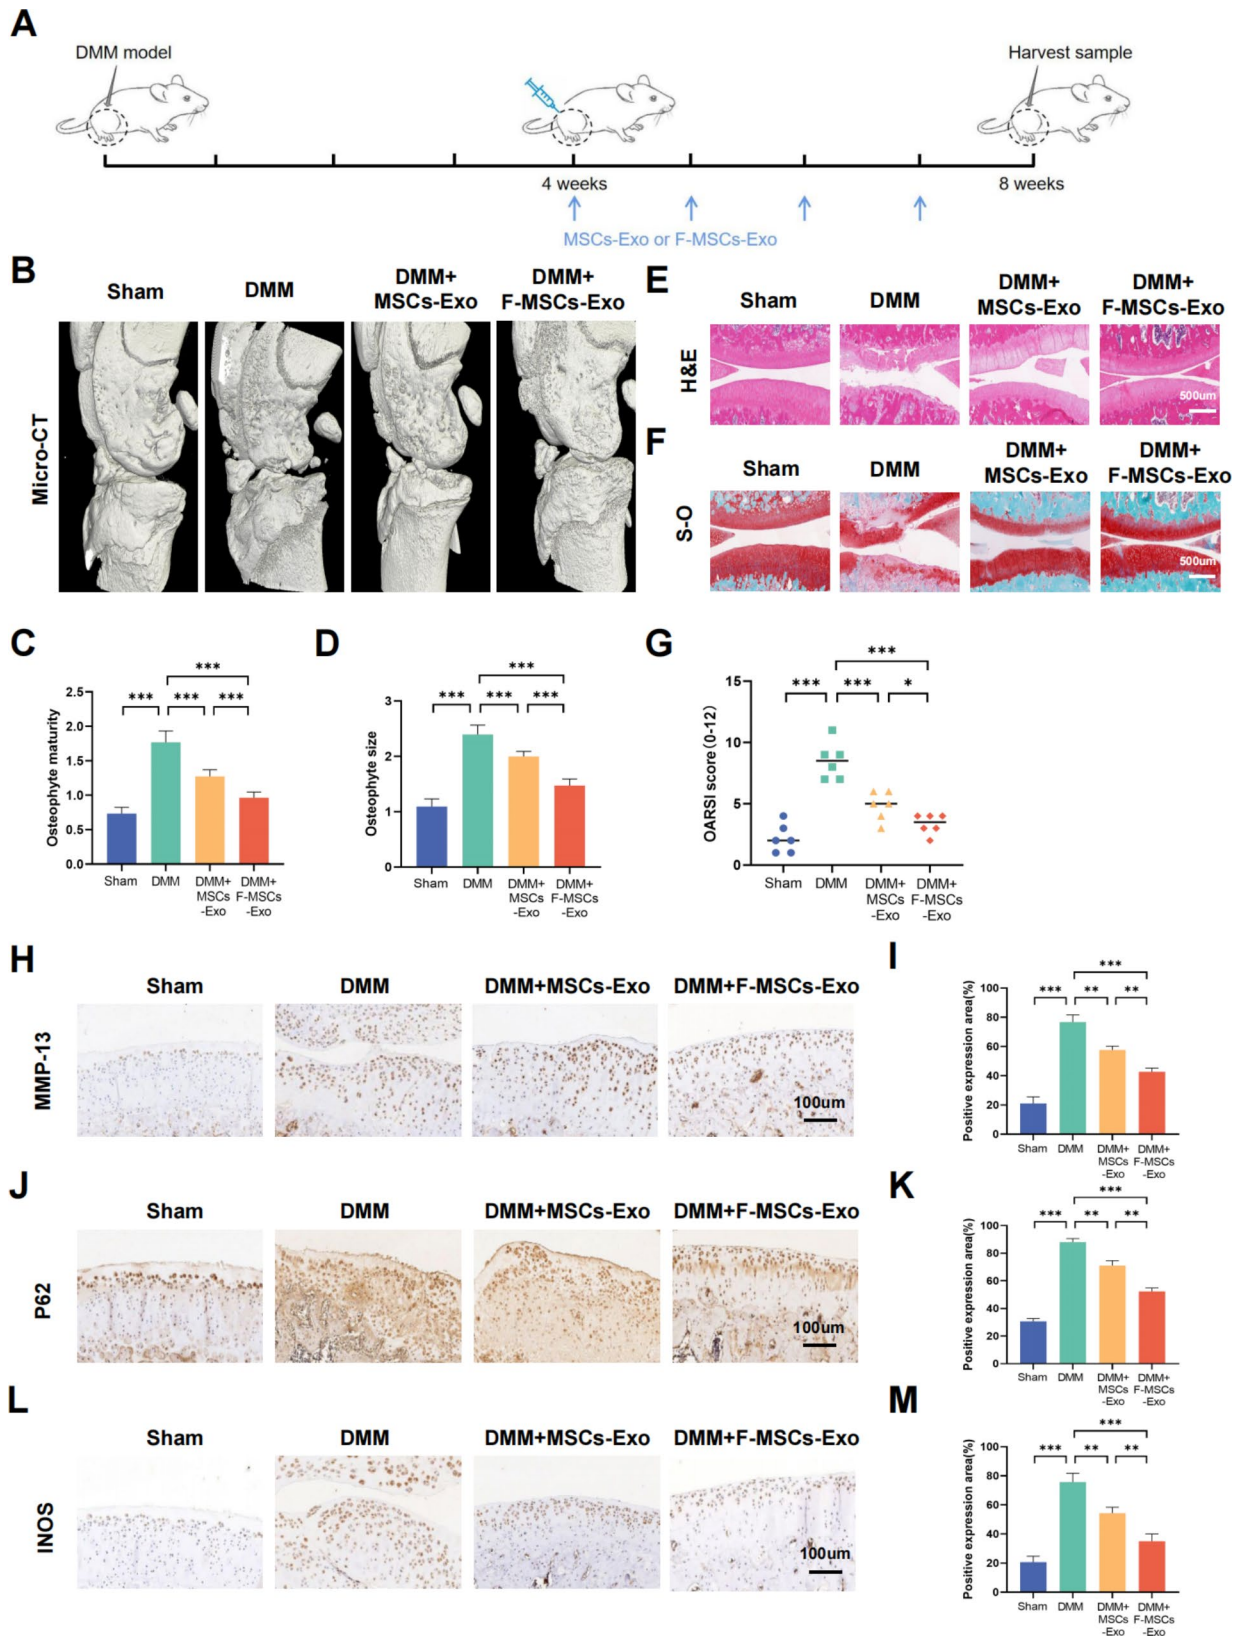 A
DMM model
Harvest sample
4 weeks
8 weeks
MSCs-Exo or F-MSCs-Exo
B
Sham
DMM
DMM+
MSCs-Exo
DMM+
F-MSCs-Exo
Micro-CT
E
Sham
DMM
DMM+
MSCs-Exo
DMM+
F-MSCs-Exo
H&E
500um
F
Sham
DMM
DMM+
MSCs-Exo
DMM+
F-MSCs-Exo
S-O
500um
C
Osteophyte maturity
2.5
2.0
1.5
1.0
0.5
0.0
***
***
***
***
Sham
DMM
DMM+
MSCs
-Exo
DMM+
F-MSCs
-Exo
D
Osteophyte size
3
2
1
0
***
***
***
***
Sham
DMM
DMM+
MSCs
-Exo
DMM+
F-MSCs
-Exo
G
OARSI score(0-12)
15
10
5
0
***
***
***
*
Sham
DMM
DMM+
MSCs
-Exo
DMM+
F-MSCs
-Exo
H
Sham
DMM
DMM+MSCs-Exo
DMM+F-MSCs-Exo
MMP-13
100um
I
Positive expression area(%)
100
80
60
40
20
0
***
***
**
**
Sham
DMM
DMM+
MSCs
-Exo
DMM+
F-MSCs
-Exo
J
Sham
DMM
DMM+MSCs-Exo
DMM+F-MSCs-Exo
P62
100um
K
Positive expression area(%)
100
80
60
40
20
0
***
***
**
**
Sham
DMM
DMM+
MSCs
-Exo
DMM+
F-MSCs
-Exo
L
Sham
DMM
DMM+MSCs-Exo
DMM+F-MSCs-Exo
INOS
100um
M
Positive expression area(%)
100
80
60
40
20
0
***
***
**
**
Sham
DMM
DMM+
MSCs
-Exo
DMM+
F-MSCs
-Exo